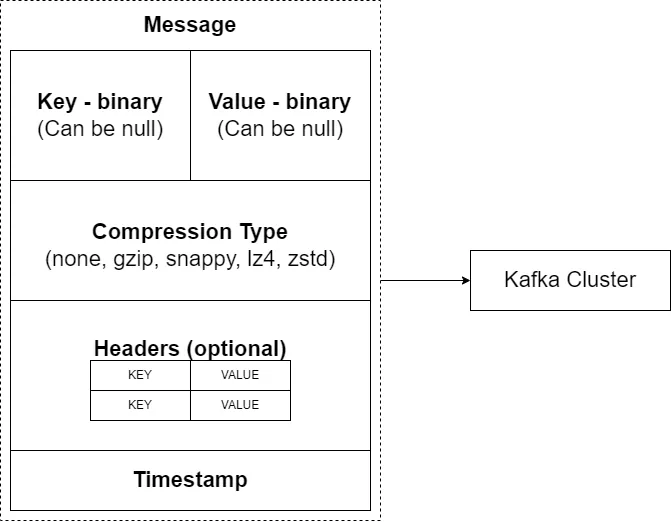 Message
Key - binary
(Can be null)
Value - binary
(Can be null)
Compression Type
(none, gzip, snappy, lz4, zstd)
Headers (optional)
KEY VALUE
KEY VALUE
Timestamp
Kafka Cluster